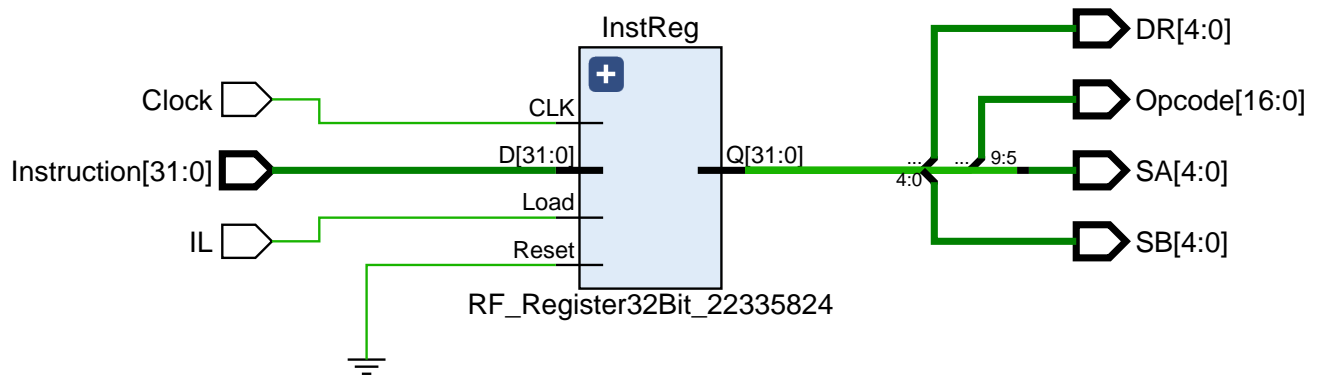 InstReg
DR[4:0]
Clock
CLK
Opcode[16:0]
Instruction[31:0]
D[31:0]
Q[31:0]
...
...
9:5
SA[4:0]
4:0
Load
IL
Reset
SB[4:0]
RF_Register32Bit_22335824